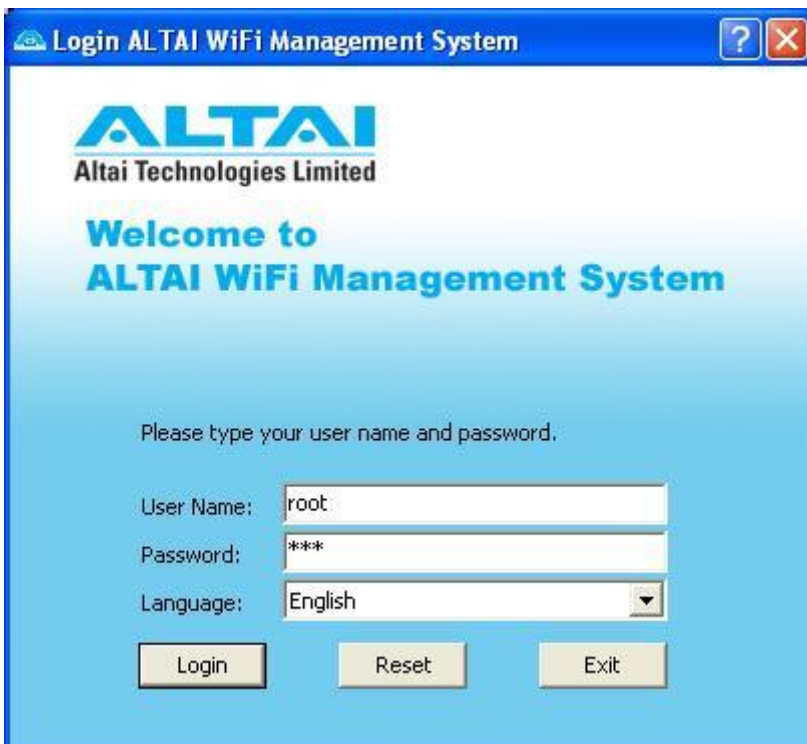 Login ALTAI WiFi Management System
ALTAI
Altai Technologies Limited
Welcome to
ALTAI WiFi Management System
Please type your user name and password.
User Name: root
Password: ***
Language: English
Login Reset Exit